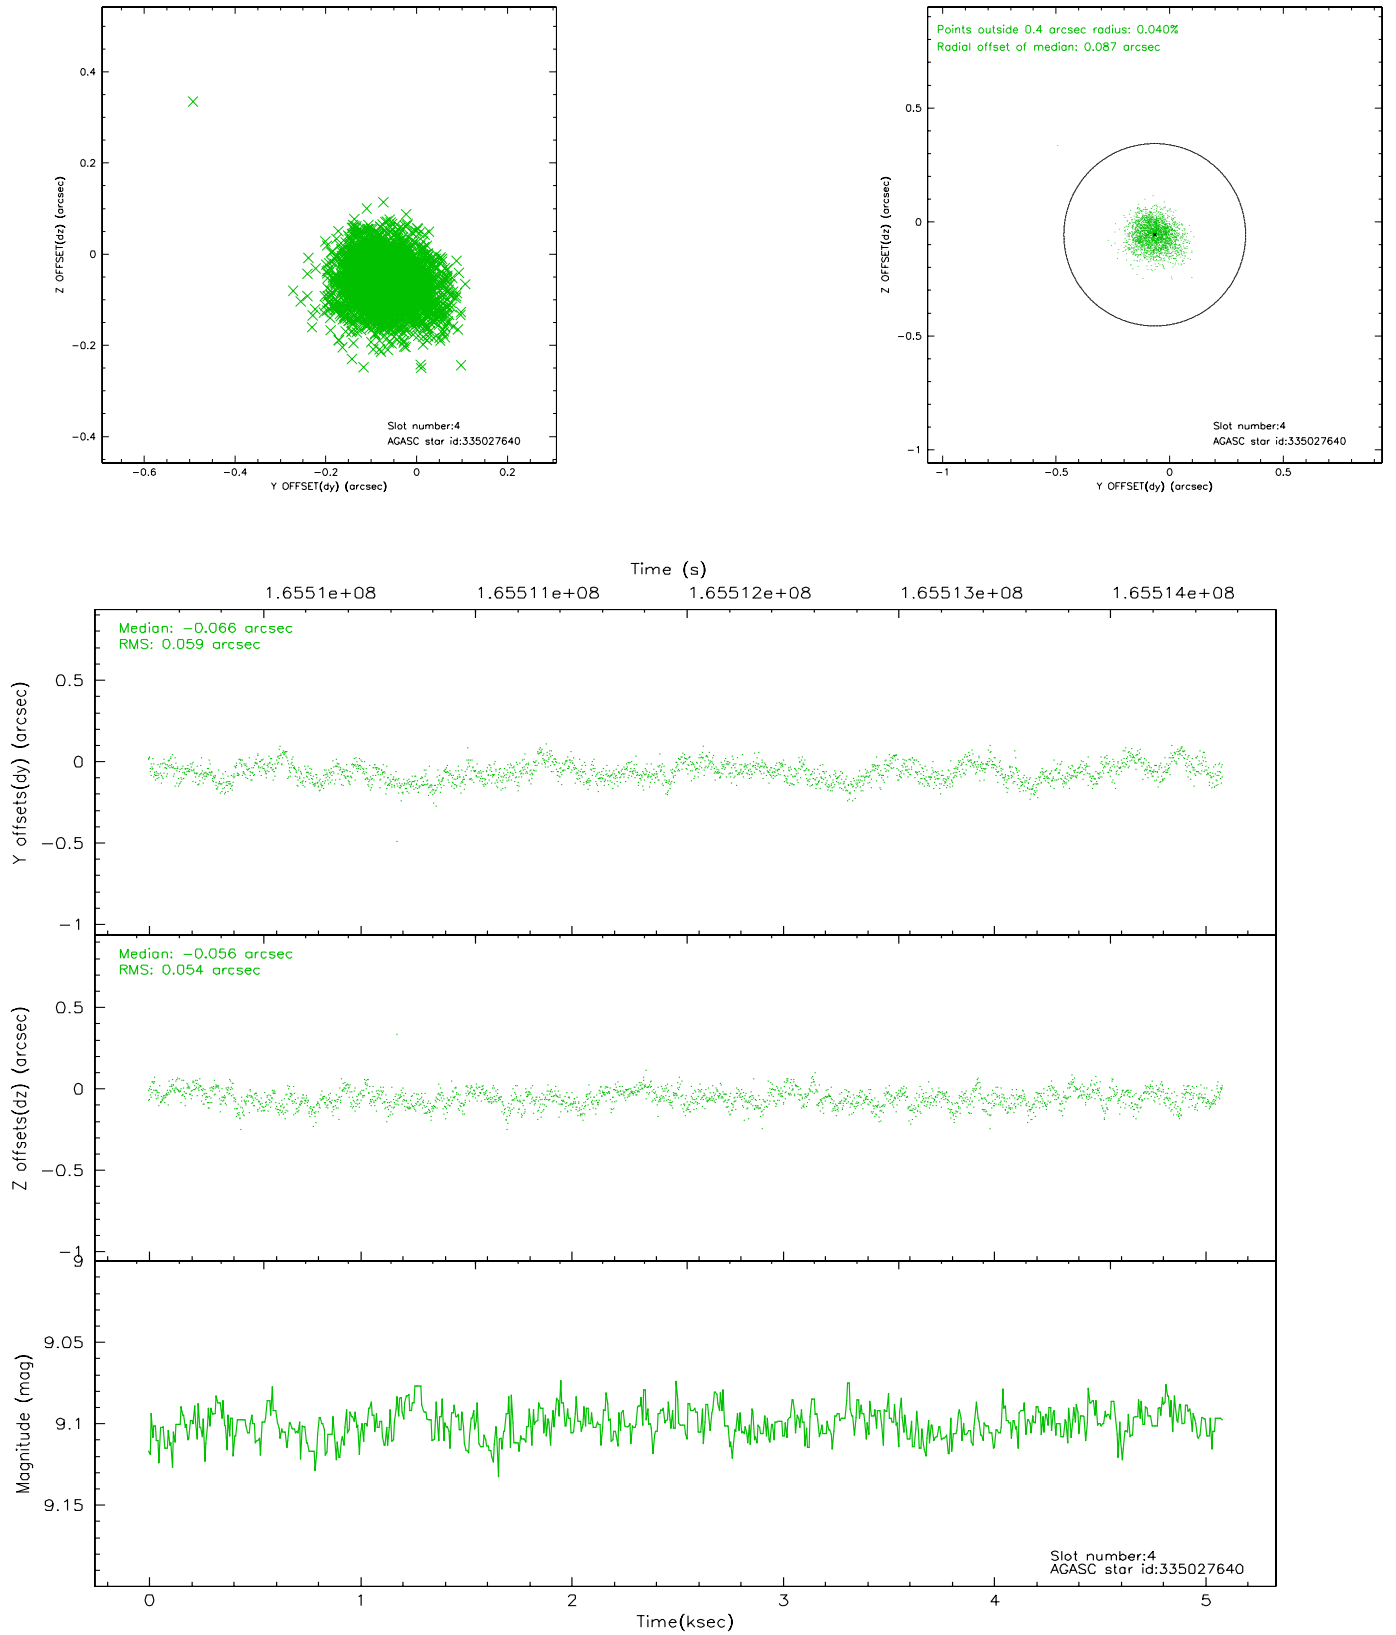 0.4
0.2
0
−0.2
−0.4
Z OFFSET(dz) (arcsec)
Slot number:4
AGASC star id:335027640
−0.6
−0.4
−0.2
0
0.2
Y OFFSET(dy) (arcsec)
Points outside 0.4 arcsec radius: 0.040%
Radial offset of median: 0.087 arcsec
0.5
0
−0.5
−1
Z OFFSET(dz) (arcsec)
Slot number:4
AGASC star id:335027640
−1
−0.5
0
0.5
Y OFFSET(dy) (arcsec)
Time (s)
1.6551e+08
1.65511e+08
1.65512e+08
1.65513e+08
1.65514e+08
Median: −0.066 arcsec
RMS: 0.059 arcsec
0.5
0
−0.5
−1
Y offsets(dy) (arcsec)
Median: −0.056 arcsec
RMS: 0.054 arcsec
0.5
0
−0.5
−1
Z offsets(dz) (arcsec)
9
9.05
9.1
9.15
Magnitude (mag)
Slot number:4
AGASC star id:335027640
0
1
2
3
4
5
Time(ksec)